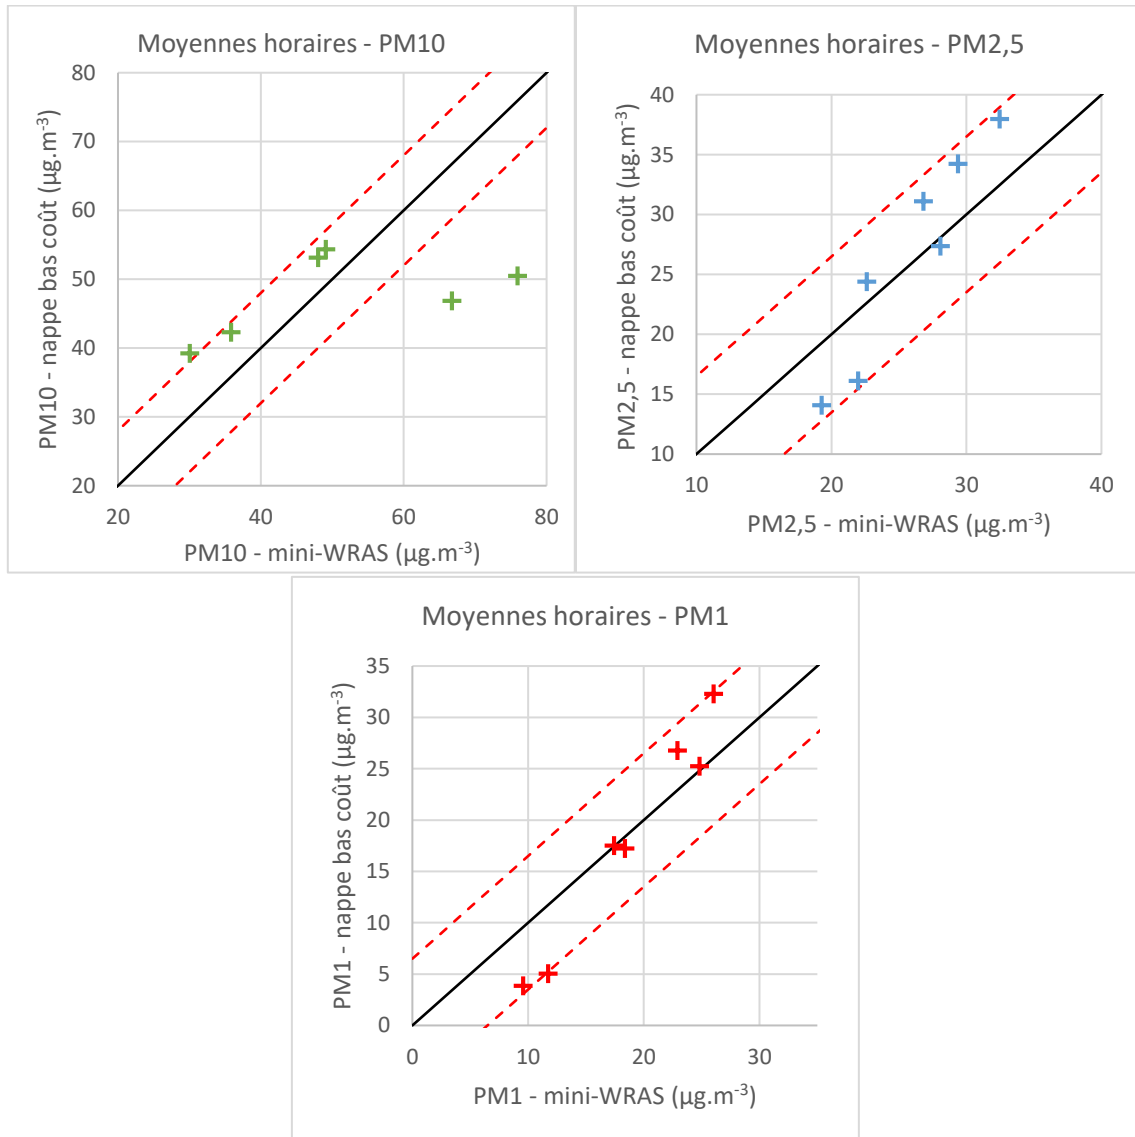 Moyennes horaires - PM10
PM10 - nappe bas coût (µg.m-3)
80
70
60
50
40
30
20
20 40 60 80
PM10 - mini-WRAS (µg.m-3)
Moyennes horaires - PM2,5
PM2,5 - nappe bas coût (µg.m-3)
40
35
30
25
20
15
10
10 20 30 40
PM2,5 - mini-WRAS (µg.m-3)
Moyennes horaires - PM1
PM1 - nappe bas coût (µg.m-3)
35
30
25
20
15
10
5
0
0 10 20 30
PM1 - mini-WRAS (µg.m-3)